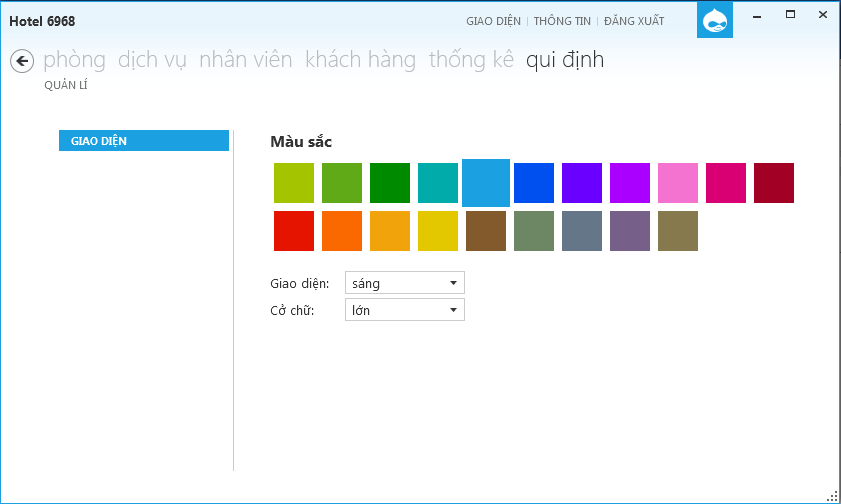 Hotel 6968
GIAO DIỆN | THÔNG TIN | ĐĂNG XUẤT
phòng dịch vụ nhân viên khách hàng thống kê qui định
QUẢN LÍ
GIAO DIỆN
Màu sắc
Giao diện: sáng
Cở chữ: lớn